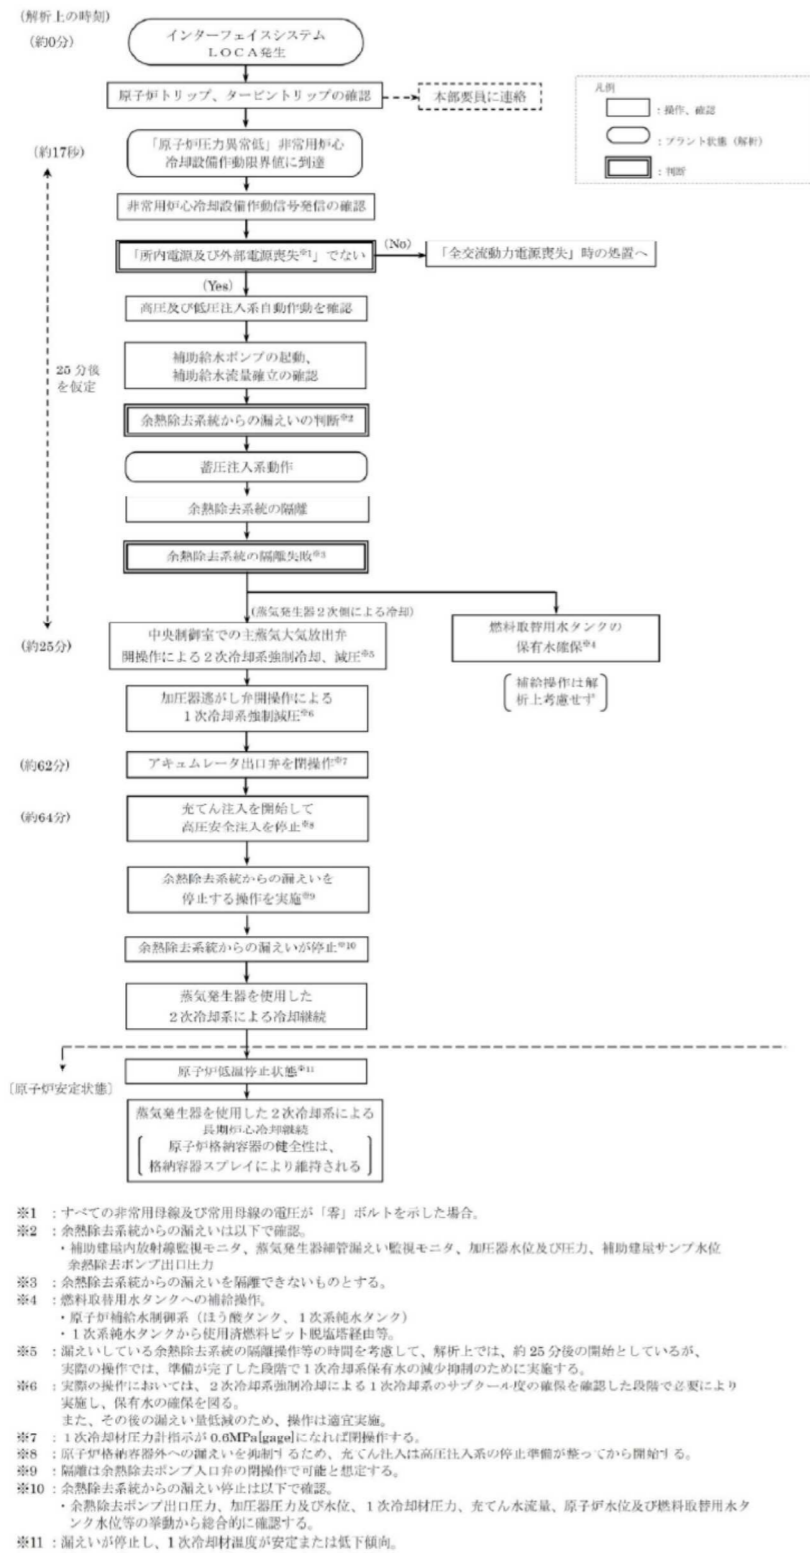 (解析上の時刻)
(約0分)
インターフェイスシステム
LOCA発生
原子炉トリップ、タービントリップの確認
本部要員に連絡
凡例
：操作、確認
：プラント状態（解析）
：判断
(約17秒)
「原子炉圧力異常低」非常用炉心
冷却設備作動限界値に到達
非常用炉心冷却設備作動信号発信の確認
「所内電源及び外部電源喪失※1」でない
(No)
「全交流動力電源喪失」時の処置へ
(Yes)
高圧及び低圧注入系自動作動を確認
25分後
を仮定
補助給水ポンプの起動、
補助給水流量確立の確認
余熱除去系統からの漏えいの判断※2
蓄圧注入系動作
余熱除去系統の隔離
余熱除去系統の隔離失敗※3
(蒸気発生器2次側による冷却)
(約25分)
中央制御室での主蒸気大気放出弁
開操作による2次冷却系強制冷却、減圧※5
燃料取替用水タンクの
保有水確保※4
補給操作は解
析上考慮せず
加圧器逃がし弁開操作による
1次冷却系強制減圧※6
(約62分)
アキュムレータ出口弁を閉操作※7
(約64分)
充てん注入を開始して
高圧安全注入を停止※8
余熱除去系統からの漏えいを
停止する操作を実施※9
余熱除去系統からの漏えいが停止※10
蒸気発生器を使用した
2次冷却系による冷却継続
〔原子炉安定状態〕
原子炉低温停止状態※11
蒸気発生器を使用した2次冷却系による
長期炉心冷却継続
原子炉格納容器の健全性は、
格納容器スプレイにより維持される
※1 ：すべての非常用母線及び常用母線の電圧が「零」ボルトを示した場合。
※2 ：余熱除去系統からの漏えいは以下で確認。
・補助建屋内放射線監視モニタ、蒸気発生器細管漏えい監視モニタ、加圧器水位及び圧力、補助建屋サンプ水位
余熱除去ポンプ出口圧力
※3 ：余熱除去系統からの漏えいを隔離できないものとする。
※4 ：燃料取替用水タンクへの補給操作。
・原子炉補給水制御系（ほう酸タンク、1次系純水タンク）
・1次系純水タンクから使用済燃料ピット脱塩塔経由等。
※5 ：漏えいしている余熱除去系統の隔離操作等の時間を考慮して、解析上では、約25分後の開始としているが、
実際の操作では、準備が完了した段階で1次冷却系保有水の減少抑制のために実施する。
※6 ：実際の操作においては、2次冷却系強制冷却による1次冷却系のサブクール度の確保を確認した段階で必要により
実施し、保有水の確保を図る。
また、その後の漏えい量低減のため、操作は適宜実施。
※7 ：1次冷却材圧力計指示が0.6MPa[gage]になれば閉操作する。
※8 ：原子炉格納容器外への漏えいを抑制するため、充てん注入は高圧注入系の停止準備が整ってから開始する。
※9 ：隔離は余熱除去ポンプ入口弁の閉操作で可能と想定する。
※10 ：余熱除去系統からの漏えい停止は以下で確認。
・余熱除去ポンプ出口圧力、加圧器圧力及び水位、1次冷却材圧力、充てん水流量、原子炉水位及び燃料取替用水タ
ンク水位等の挙動から総合的に確認する。
※11 ：漏えいが停止し、1次冷却材温度が安定または低下傾向。